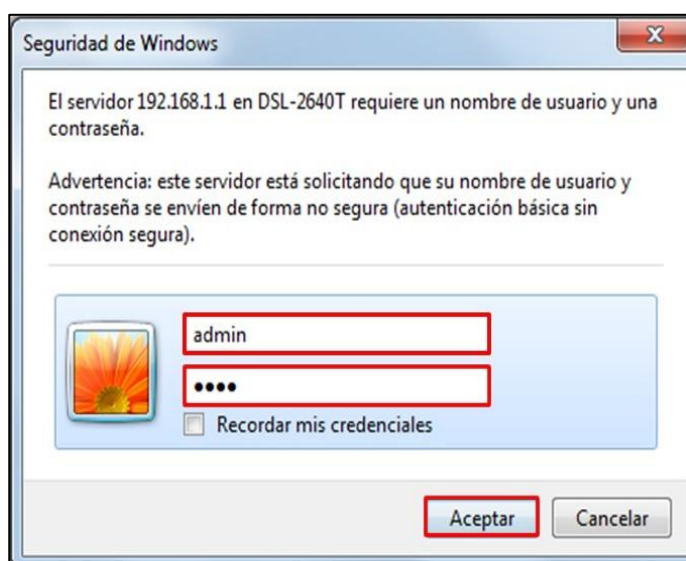 Seguridad de Windows
El servidor 192.168.1.1 en DSL-2640T requiere un nombre de usuario y una
contraseña.
Advertencia: este servidor está solicitando que su nombre de usuario y
contraseña se envíen de forma no segura (autenticación básica sin
conexión segura).
admin
••••
Recordar mis credenciales
Aceptar
Cancelar